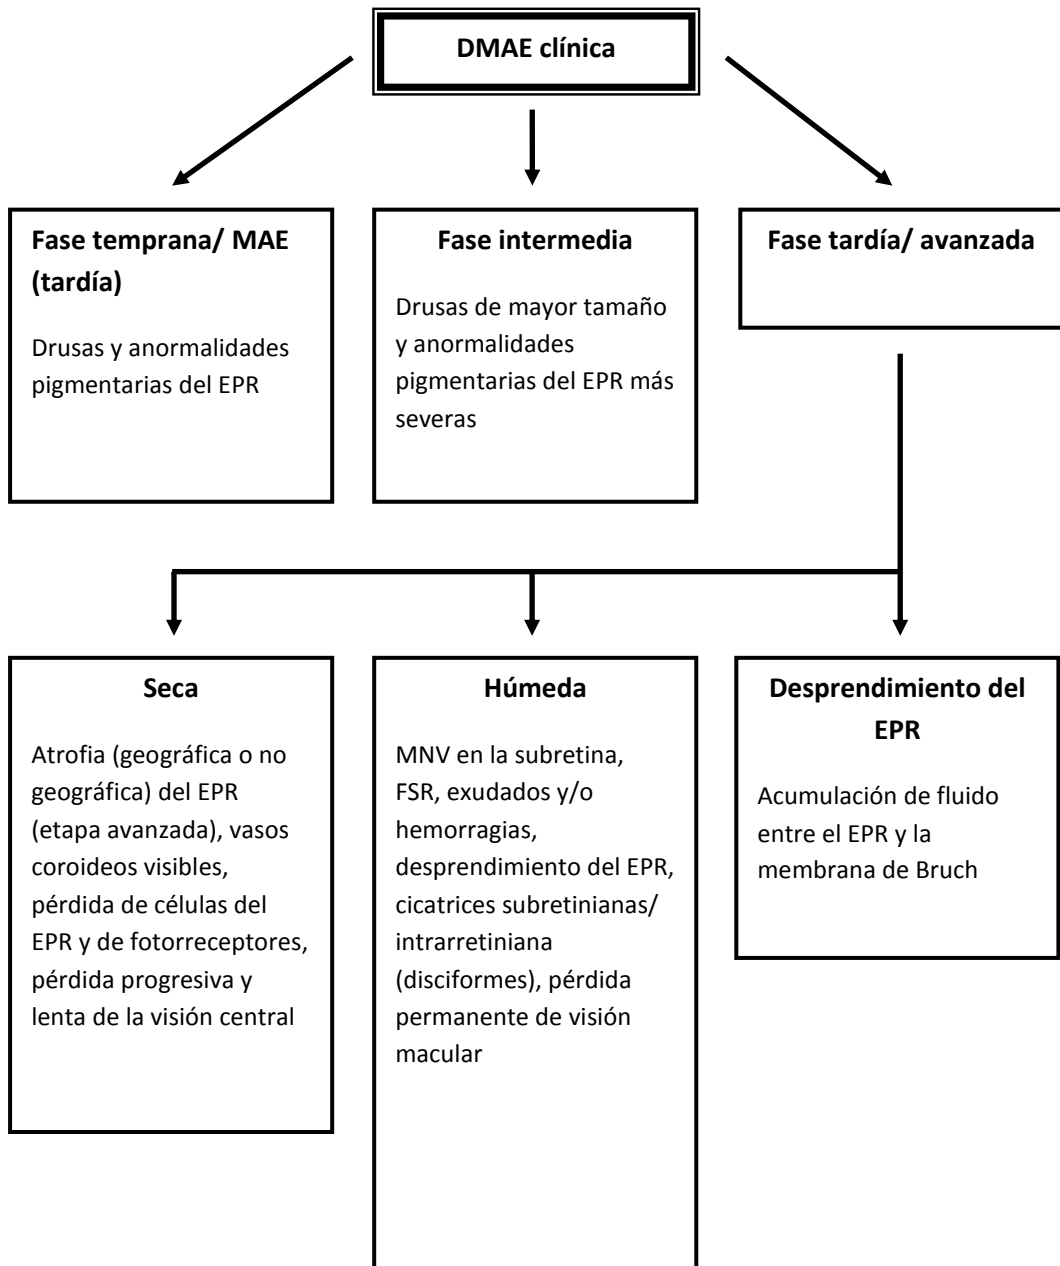 DMAE clínica
Fase temprana/ MAE
(tardía)
Drusas y anormalidades
pigmentarias del EPR
Fase intermedia
Drusas de mayor tamaño
y anormalidades
pigmentarias del EPR más
severas
Fase tardía/ avanzada
Seca
Atrofia (geográfica o no
geográfica) del EPR
(etapa avanzada), vasos
coroideos visibles,
pérdida de células del
EPR y de fotorreceptores,
pérdida progresiva y
lenta de la visión central
Húmeda
MNV en la subretina,
FSR, exudados y/o
hemorragias,
desprendimiento del EPR,
cicatrices subretinianas/
intrarretiniana
(disciformes), pérdida
permanente de visión
macular
Desprendimiento del
EPR
Acumulación de fluido
entre el EPR y la
membrana de Bruch